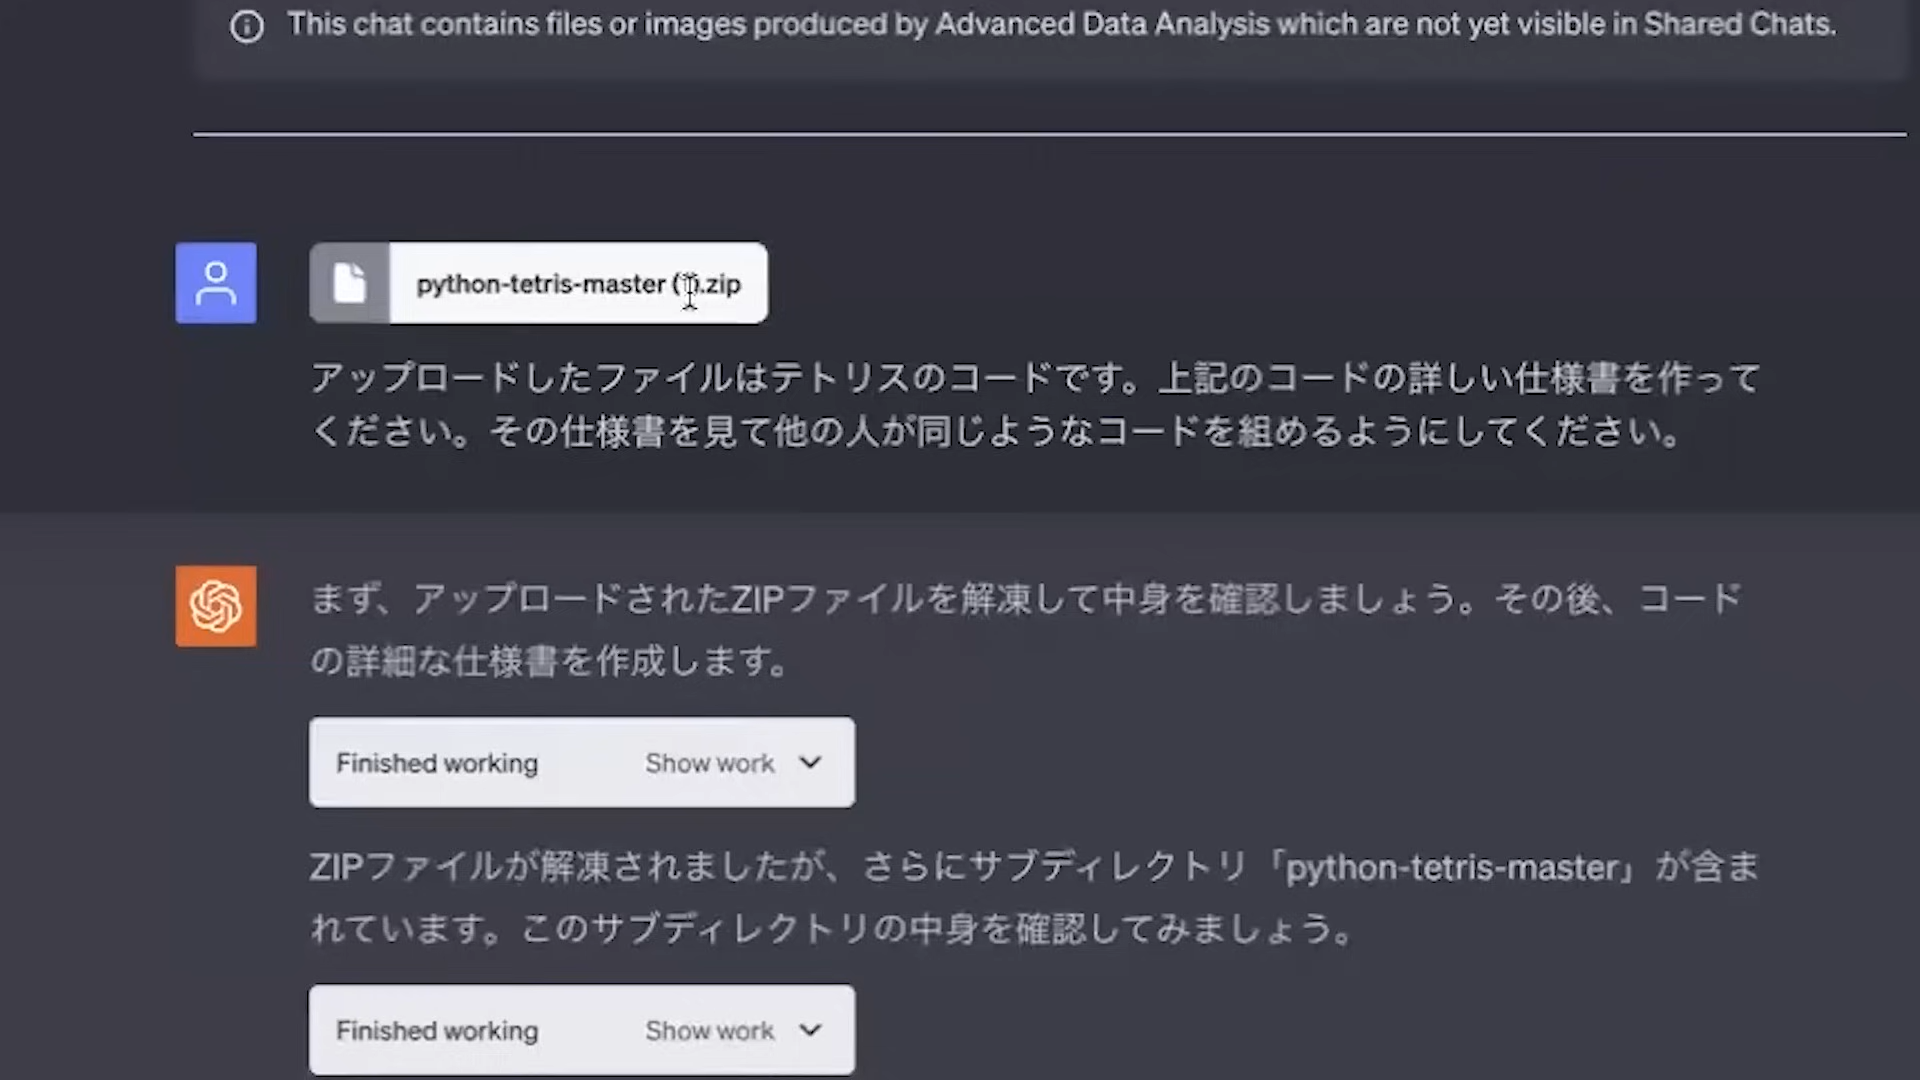 This chat contains files or images produced by Advanced Data Analysis which are not yet visible in Shared Chats.
python-tetris-master (1).zip
アップロードしたファイルはテトリスのコードです。上記のコードの詳しい仕様書を作って
ください。その仕様書を見て他の人が同じようなコードを組めるようにしてください。
まず、アップロードされたZIPファイルを解凍して中身を確認しましょう。その後、コード
の詳細な仕様書を作成します。
Finished working Show work
ZIPファイルが解凍されましたが、さらにサブディレクトリ「python-tetris-master」が含ま
れています。このサブディレクトリの中身を確認してみましょう。
Finished working Show work